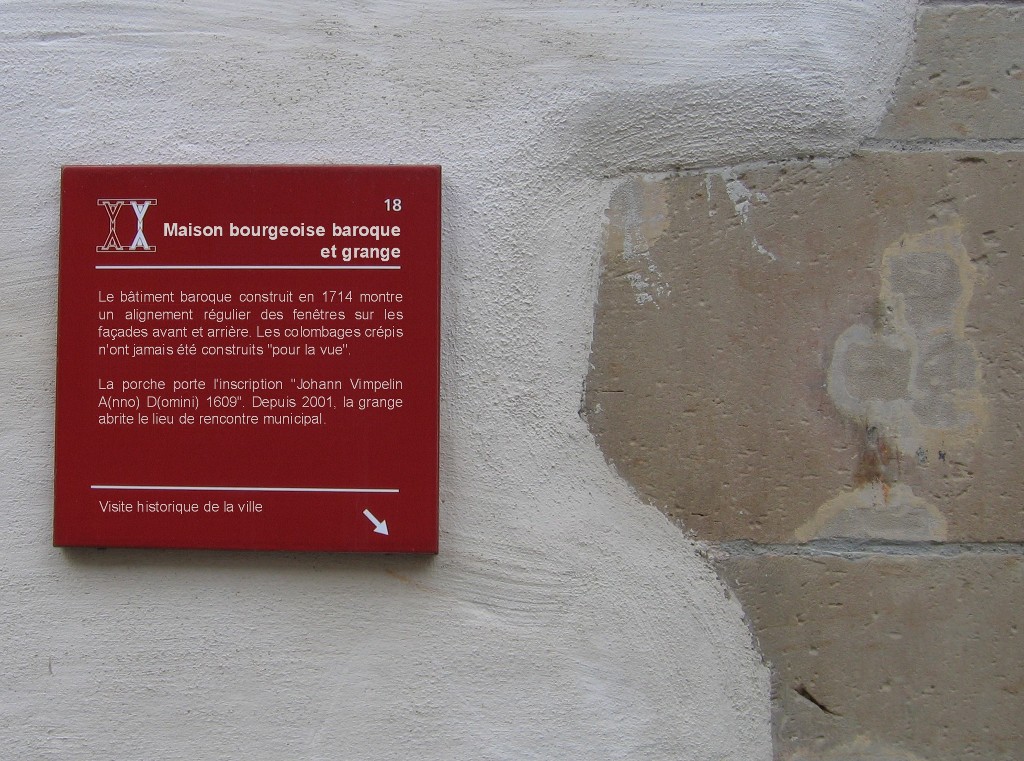 18
Maison bourgeoise baroque
et grange
Le bâtiment baroque construit en 1714 montre
un alignement régulier des fenêtres sur les
façades avant et arrière. Les colombages crépis
n'ont jamais été construits "pour la vue".
La porche porte l'inscription "Johann Vimpelin
A(nno) D(omini) 1609". Depuis 2001, la grange
abrite le lieu de rencontre municipal.
Visite historique de la ville